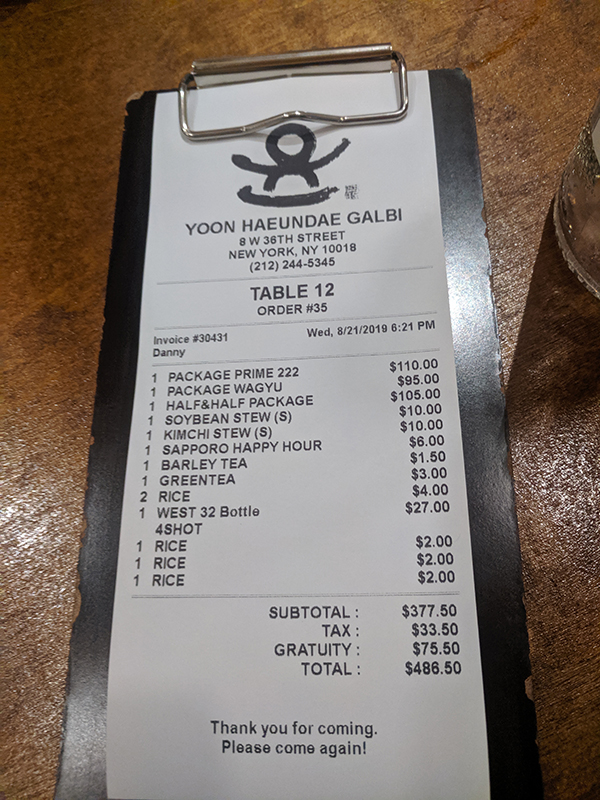 YOON HAEUNDAE GALBI
8 W 36TH STREET
NEW YORK, NY 10018
(212) 244-5345
TABLE 12
ORDER #35
Invoice #30431 Wed, 8/21/2019 6:21 PM
Danny
1 PACKAGE PRIME 222 $110.00
1 PACKAGE WAGYU $95.00
1 HALF&HALF PACKAGE $105.00
1 SOYBEAN STEW (S) $10.00
1 KIMCHI STEW (S) $10.00
1 SAPPORO HAPPY HOUR $6.00
1 BARLEY TEA $1.50
1 GREENTEA $3.00
2 RICE $4.00
1 WEST 32 Bottle $27.00
4SHOT
1 RICE $2.00
1 RICE $2.00
1 RICE $2.00
SUBTOTAL : $377.50
TAX : $33.50
GRATUITY : $75.50
TOTAL : $486.50
Thank you for coming.
Please come again!